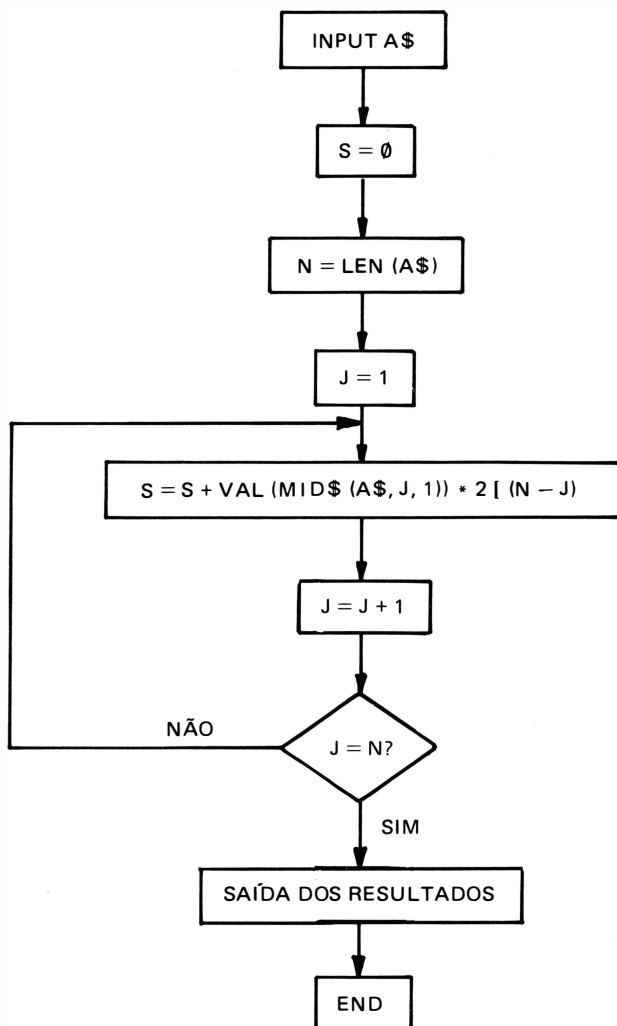 INPUT A$
S = Ø
N = LEN (A$)
J = 1
S = S + VAL (MID$ (A$, J, 1)) * 2 [ (N – J)
J = J + 1
NÃO
J = N?
SIM
SAÍDA DOS RESULTADOS
END